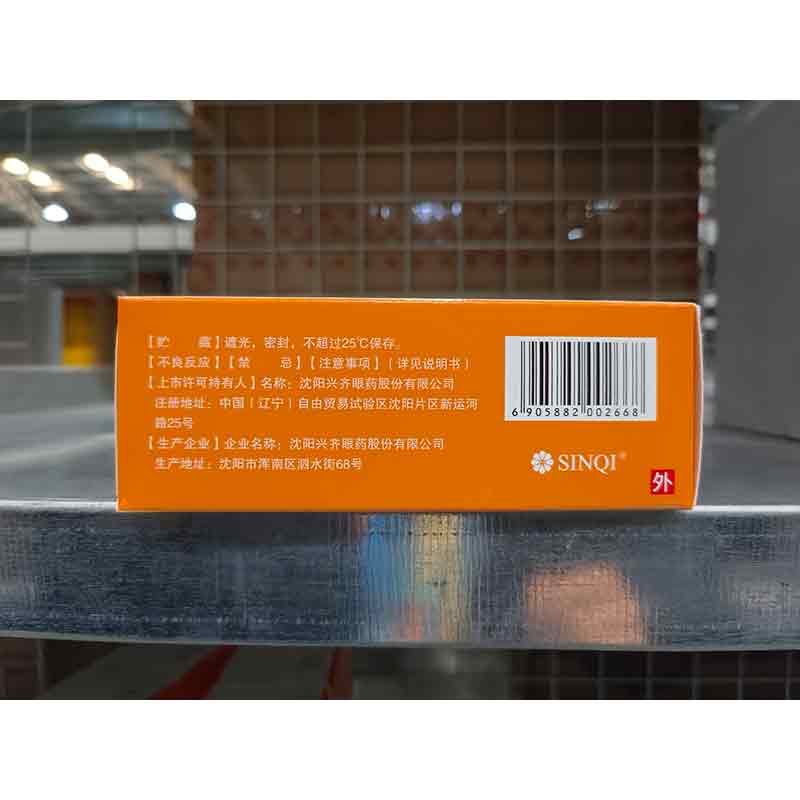 【贮　　藏】遮光，密封，不超过25℃保存。
【不良反应】【禁　　忌】【注意事项】（详见说明书）
【上市许可持有人】名称：沈阳兴齐眼药股份有限公司
注册地址：中国（辽宁）自由贸易试验区沈阳片区新运河
路25号
【生产企业】企业名称：沈阳兴齐眼药股份有限公司
生产地址：沈阳市浑南区泗水街68号
6 905882 002668
SINQI®
外